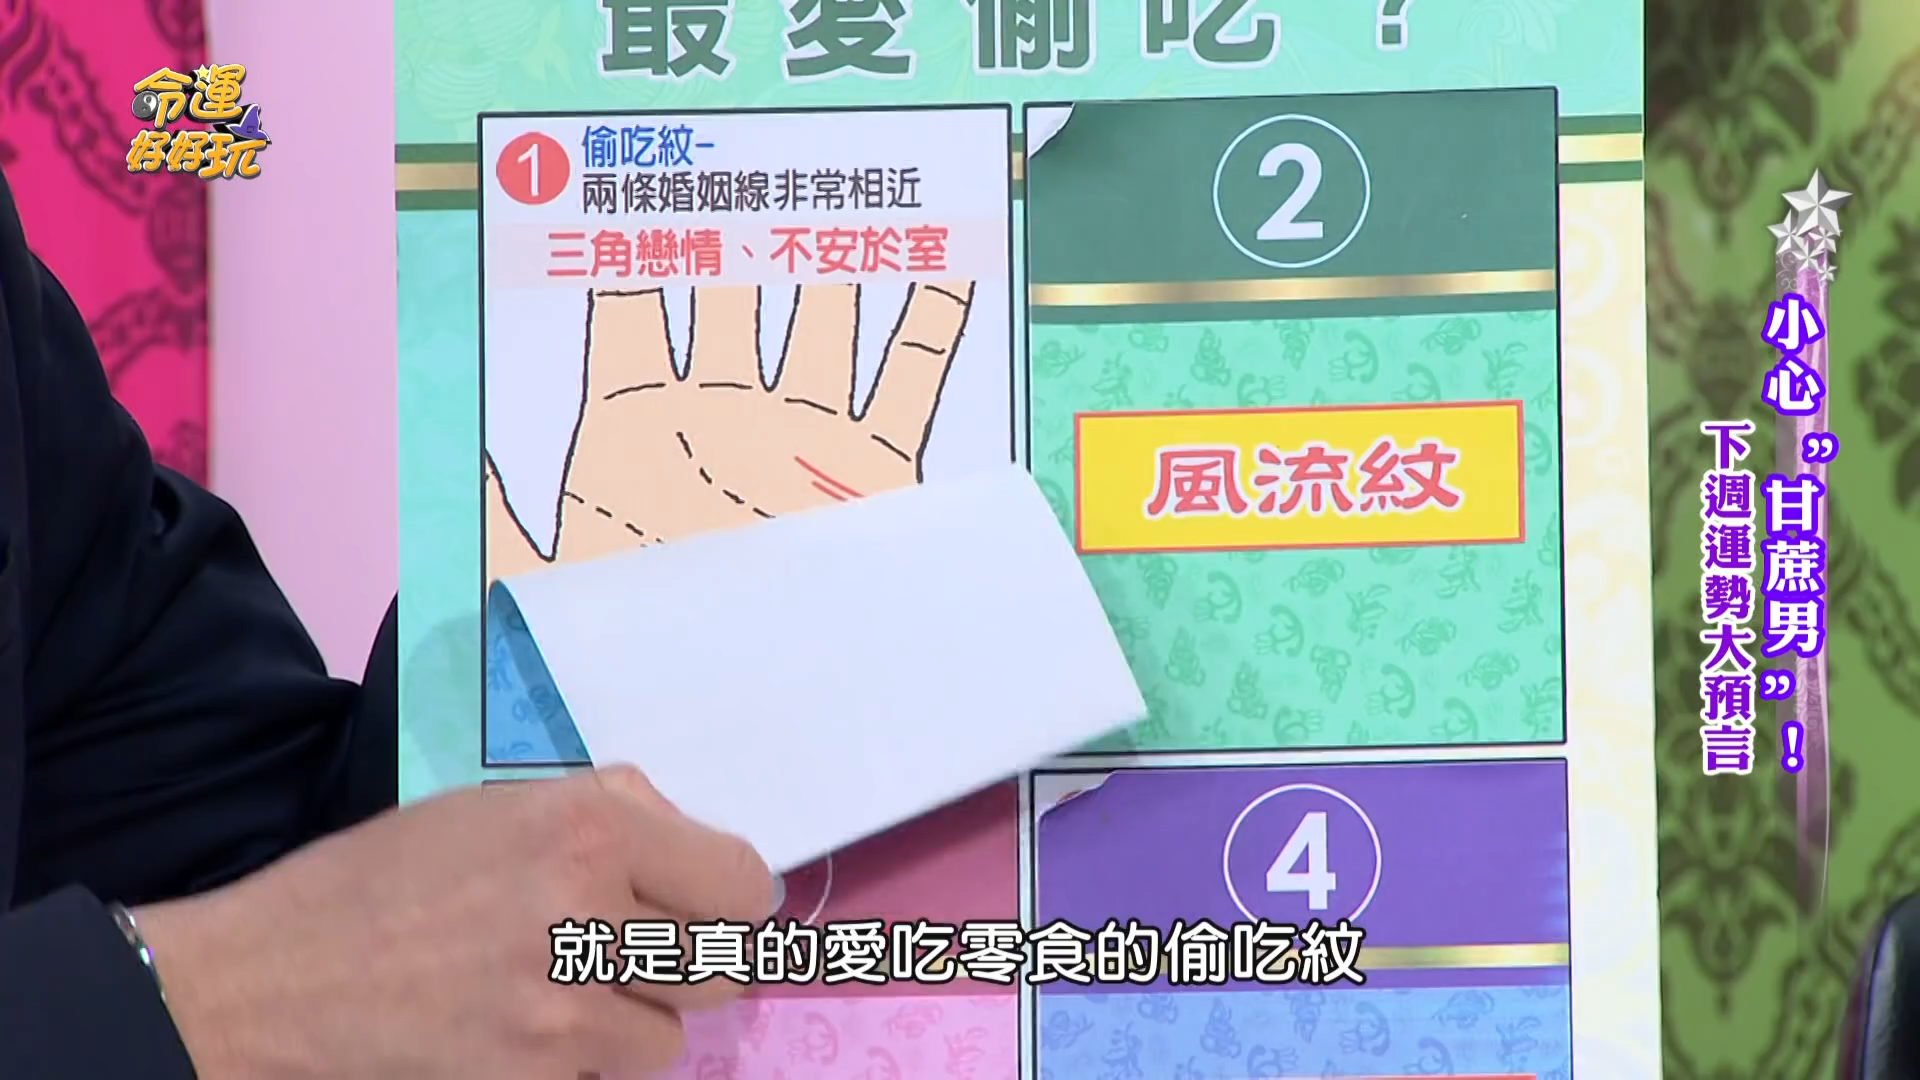 最愛偷吃？
命運
好好玩
1
偷吃紋-
兩條婚姻線非常相近
三角戀情、不安於室
2
風流紋
4
小心”甘蔗男”！
下週運勢大預言
就是真的愛吃零食的偷吃紋